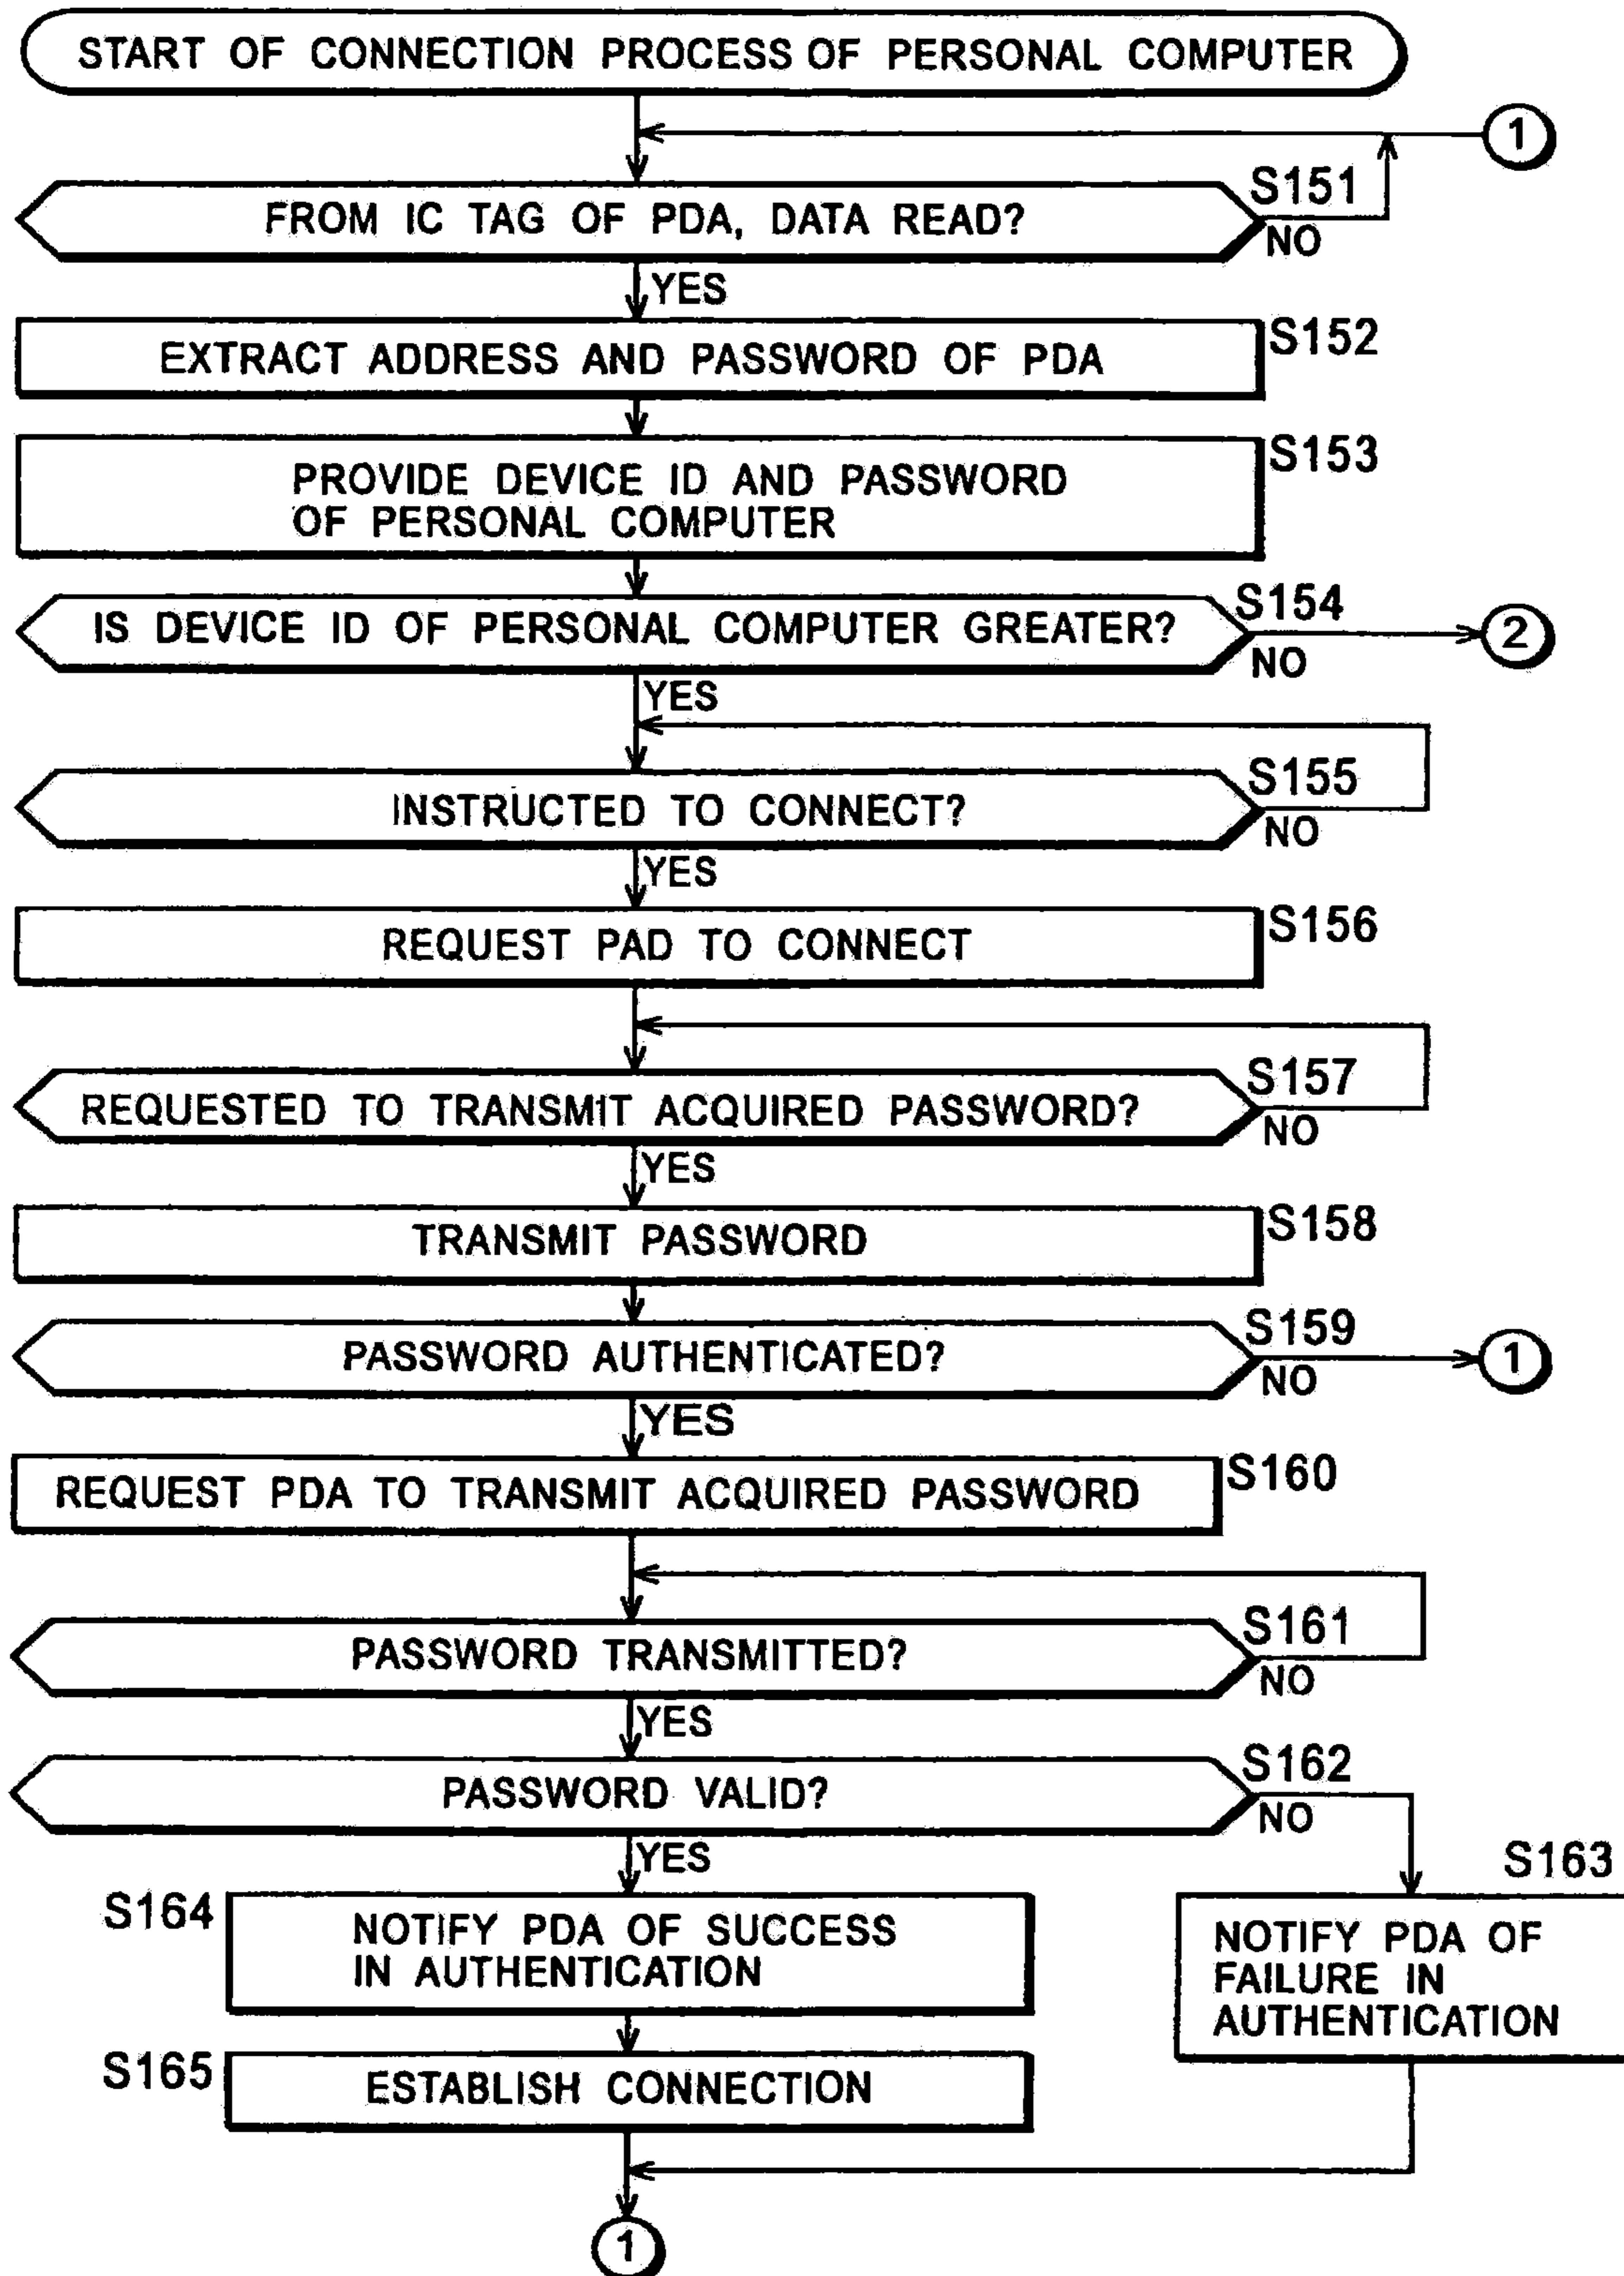 START OF CONNECTION PROCESS OF PERSONAL COMPUTER
1
S151
FROM IC TAG OF PDA, DATA READ?
NO
YES
S152
EXTRACT ADDRESS AND PASSWORD OF PDA
S153
PROVIDE DEVICE ID AND PASSWORD
OF PERSONAL COMPUTER
S154
IS DEVICE ID OF PERSONAL COMPUTER GREATER?
2
NO
YES
S155
INSTRUCTED TO CONNECT?
NO
YES
S156
REQUEST PAD TO CONNECT
S157
REQUESTED TO TRANSMIT ACQUIRED PASSWORD?
NO
YES
S158
TRANSMIT PASSWORD
S159
PASSWORD AUTHENTICATED?
1
NO
YES
S160
REQUEST PDA TO TRANSMIT ACQUIRED PASSWORD
S161
PASSWORD TRANSMITTED?
NO
YES
S162
PASSWORD VALID?
NO
YES
S163
S164
NOTIFY PDA OF SUCCESS
IN AUTHENTICATION
NOTIFY PDA OF
FAILURE IN
AUTHENTICATION
S165
ESTABLISH CONNECTION
1